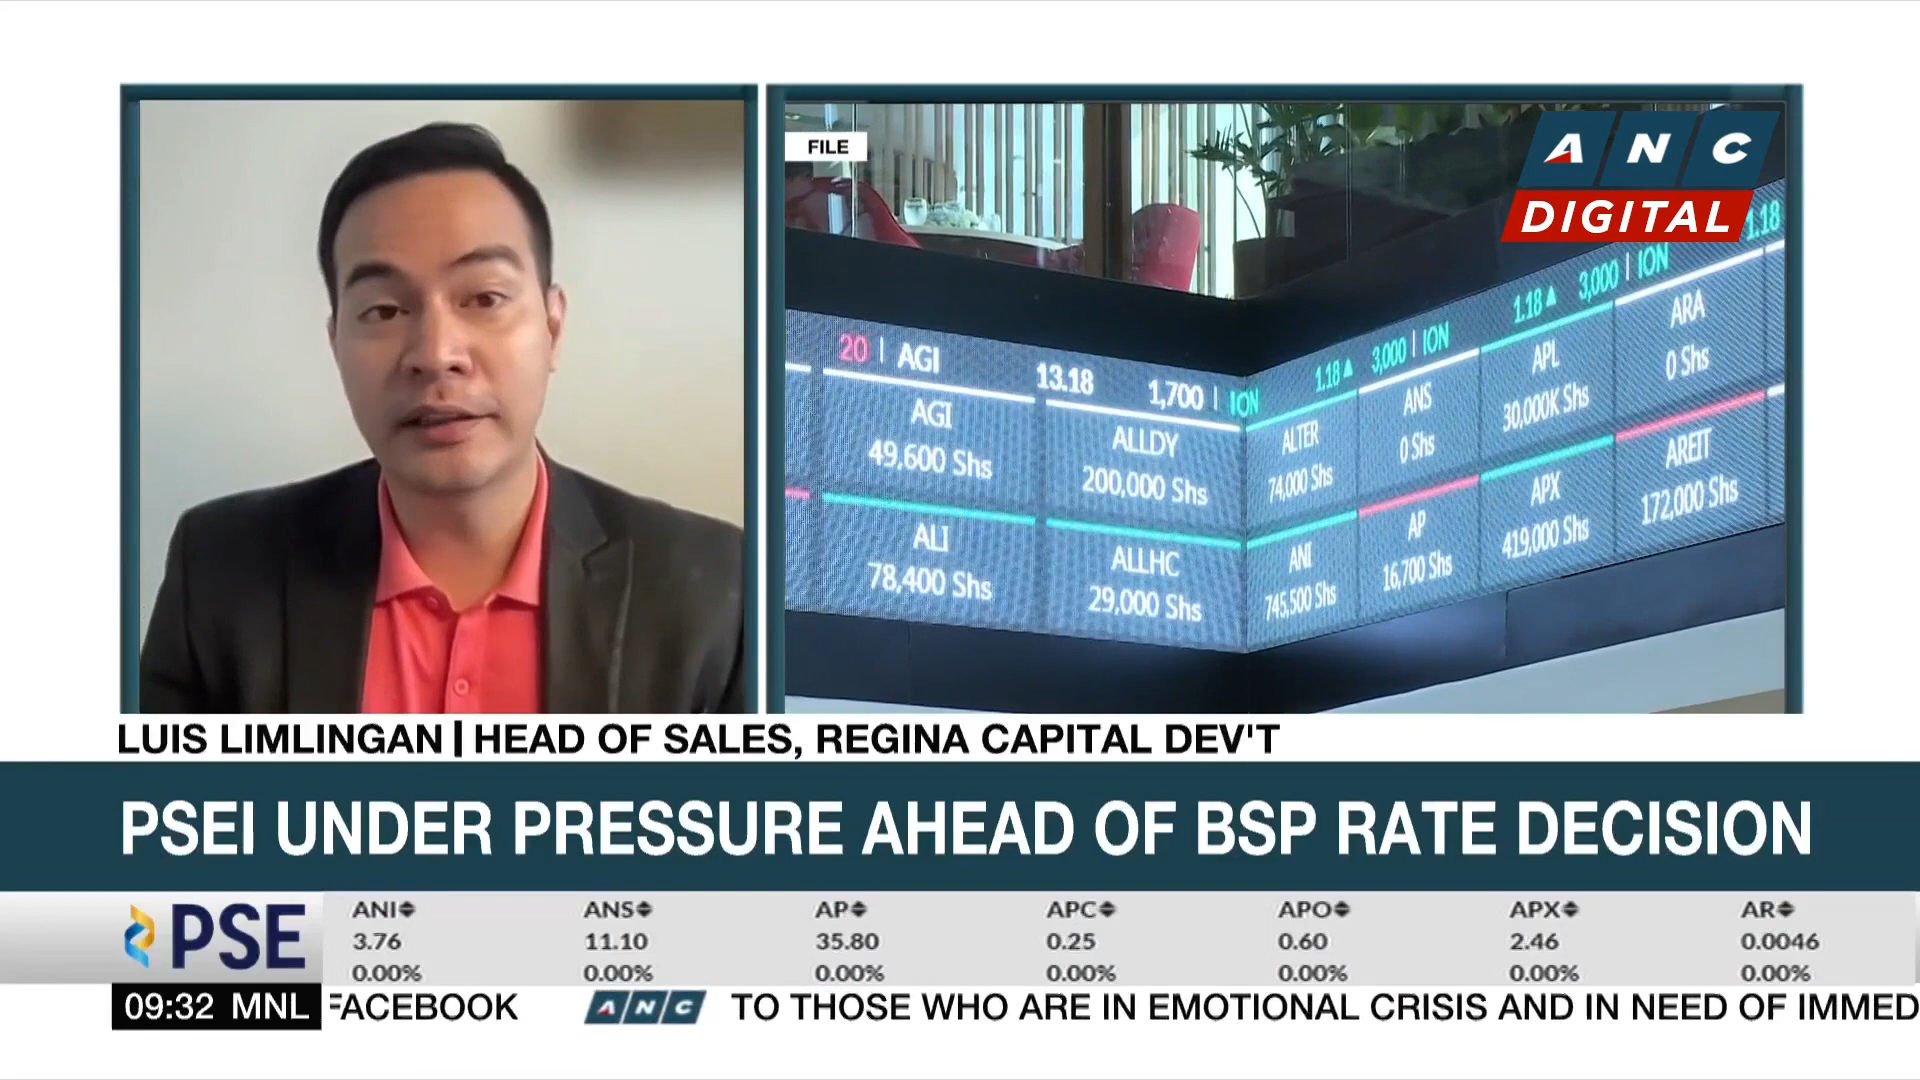 FILE
ANC
DIGITAL
1.18
20 | AGI 13.18 1,700 | ION 1.18▲ 3,000 | ION 1.18▲ 3,000 | ION
AGI
49,600 Shs
ALLDY
200,000 Shs
ALTER
74,000 Shs
ANS
0 Shs
APL
30,000K Shs
ARA
0 Shs
ALI
78,400 Shs
ALLHC
29,000 Shs
ANI
745,500 Shs
AP
16,700 Shs
APX
419,000 Shs
AREIT
172,000 Shs
LUIS LIMLINGAN | HEAD OF SALES, REGINA CAPITAL DEV'T
PSEI UNDER PRESSURE AHEAD OF BSP RATE DECISION
PSE
ANI ANS AP APC APO APX AR
3.76 11.10 35.80 0.25 0.60 2.46 0.0046
0.00% 0.00% 0.00% 0.00% 0.00% 0.00% 0.00%
09:32 MNL FACEBOOK ANC TO THOSE WHO ARE IN EMOTIONAL CRISIS AND IN NEED OF IMMED